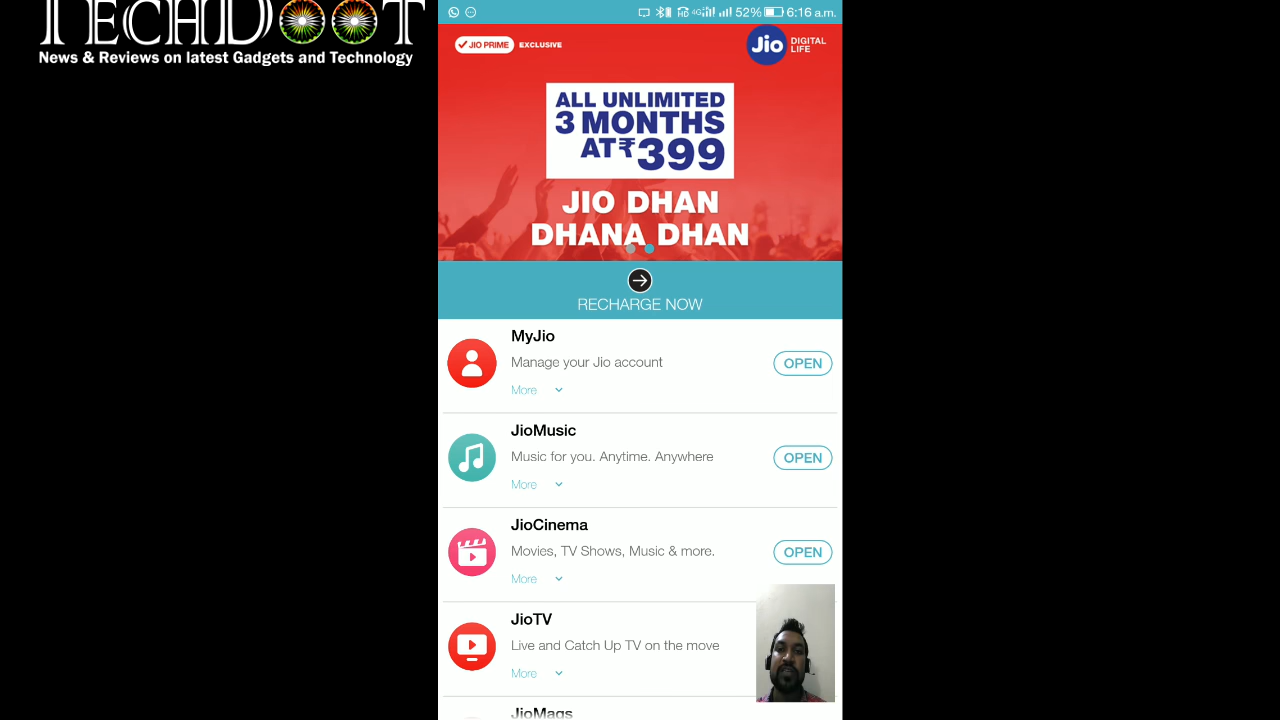 TECHDOOT
News & Reviews on latest Gadgets and Technology
HD 4G 52% 6:16 a.m.
JIO PRIME EXCLUSIVE
Jio DIGITAL
LIFE
ALL UNLIMITED
3 MONTHS
AT ₹399
JIO DHAN
DHANA DHAN
RECHARGE NOW
MyJio
Manage your Jio account
OPEN
More
JioMusic
Music for you. Anytime. Anywhere
OPEN
More
JioCinema
Movies, TV Shows, Music & more.
OPEN
More
JioTV
Live and Catch Up TV on the move
More
JioMags